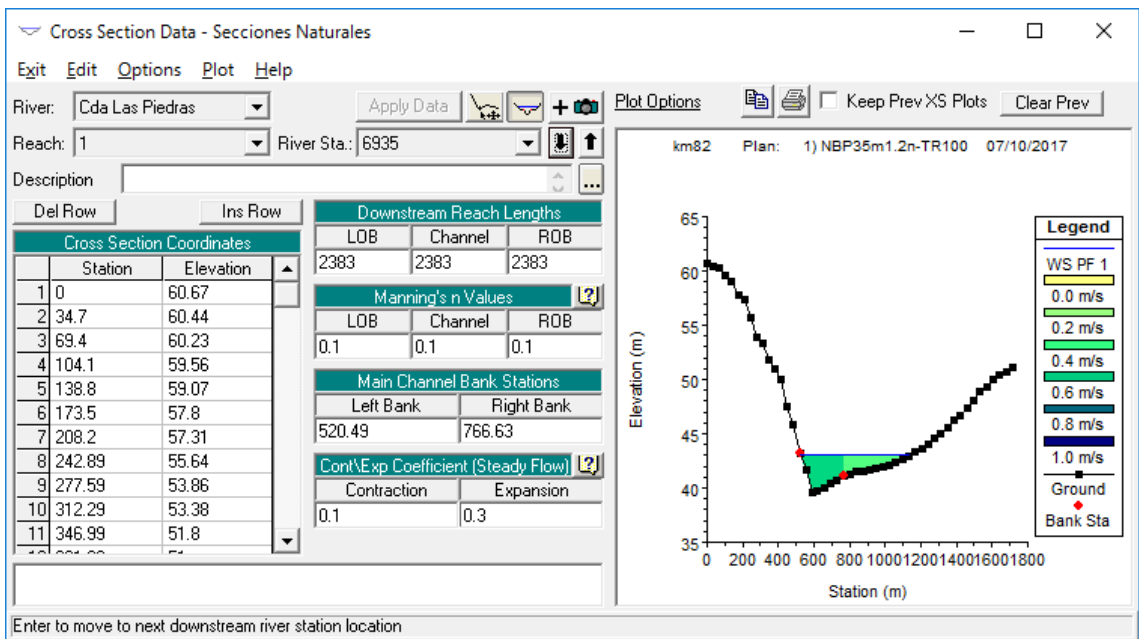 Cross Section Data - Secciones Naturales
Exit Edit Options Plot Help
River: Cda Las Piedras Apply Data
Reach: 1 River Sta.: 6935
Description ...
Del Row Ins Row
Cross Section Coordinates
Station Elevation
1 0 60.67
2 34.7 60.44
3 69.4 60.23
4 104.1 59.56
5 138.8 59.07
6 173.5 57.8
7 208.2 57.31
8 242.89 55.64
9 277.59 53.86
10 312.29 53.38
11 346.99 51.8
Downstream Reach Lengths
LOB Channel ROB
2383 2383 2383
Manning's n Values
LOB Channel ROB
0.1 0.1 0.1
Main Channel Bank Stations
Left Bank Right Bank
520.49 766.63
Cont\Exp Coefficient (Steady Flow)
Contraction Expansion
0.1 0.3
Plot Options Keep Prev XS Plots Clear Prev
km82 Plan: 1) NBP35m1.2n-TR100 07/10/2017
65
60
55
50
45
40
35
Elevation (m)
0 200 400 600 800 1000 1200 1400 1600 1800
Station (m)
Legend
WS PF 1
0.0 m/s
0.2 m/s
0.4 m/s
0.6 m/s
0.8 m/s
1.0 m/s
Ground
Bank Sta
Enter to move to next downstream river station location